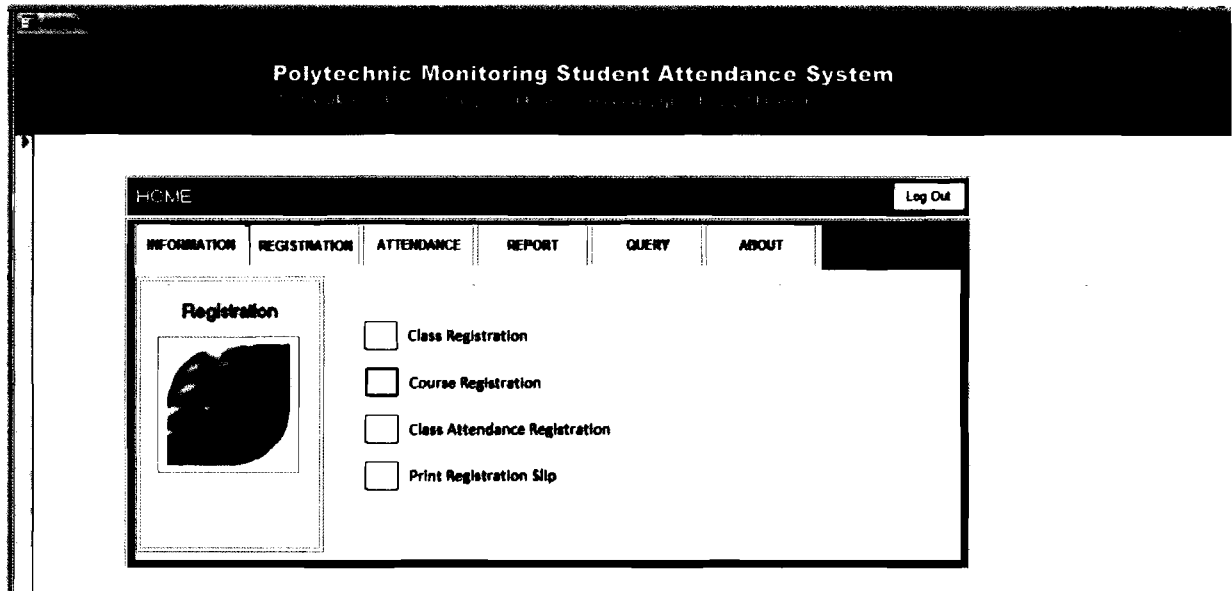 Polytechnic Monitoring Student Attendance System
HOME
Log Out
INFORMATION REGISTRATION ATTENDANCE REPORT QUERY ABOUT
Registration
Class Registration
Course Registration
Class Attendance Registration
Print Registration Slip